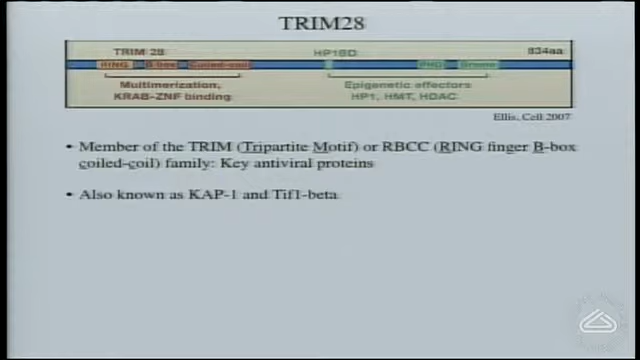 TRIM28
TRIM 28 HP1BD 834aa
RING B-box Coiled-coil PHD Bromo
Multimerization, Epigenetic effectors
KRAB-ZNF binding HP1, HMT, HDAC
Ellis, Cell 2007
• Member of the TRIM (Tripartite Motif) or RBCC (RING finger B-box
coiled-coil) family: Key antiviral proteins
• Also known as KAP-1 and Tif1-beta